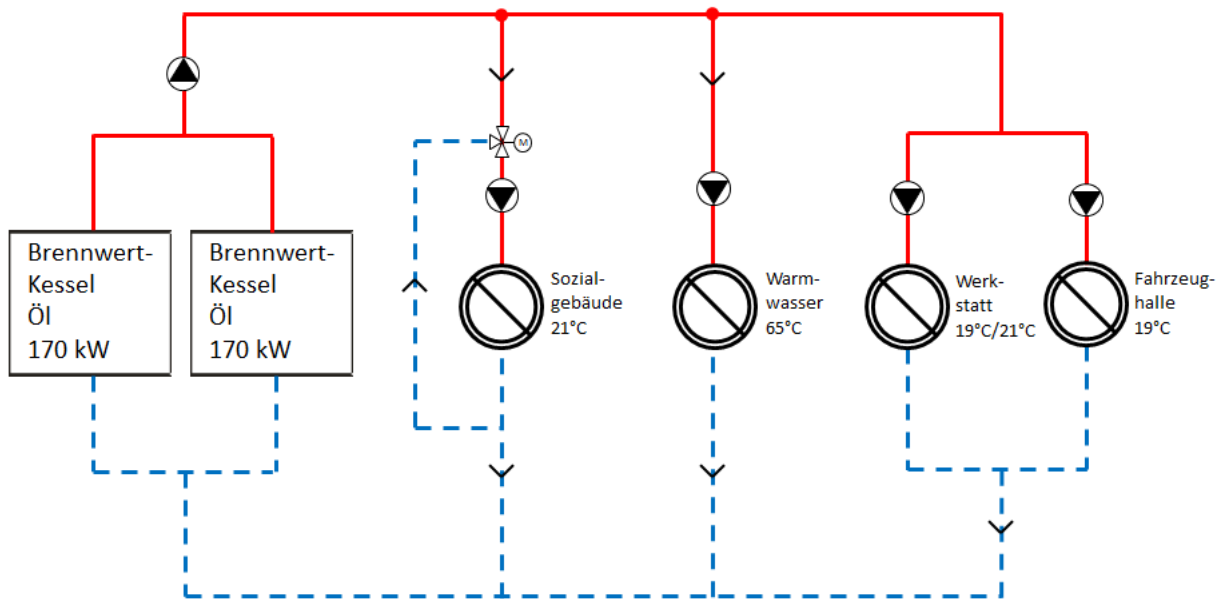 M
Brennwert-
Kessel
Öl
170 kW
Brennwert-
Kessel
Öl
170 kW
Sozial-
gebäude
21°C
Warm-
wasser
65°C
Werk-
statt
19°C/21°C
Fahrzeug-
halle
19°C